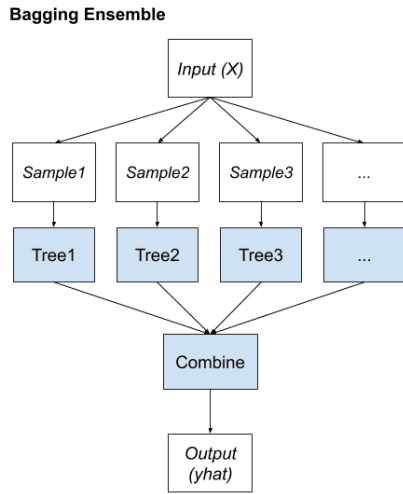 Bagging Ensemble
Input (X)
Sample1
Sample2
Sample3
...
Tree1
Tree2
Tree3
...
Combine
Output
(yhat)